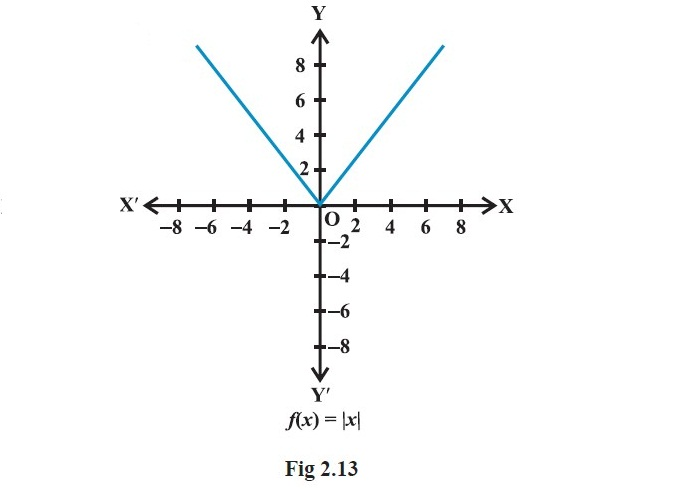 Y
8
6
4
2
X′ X
O
−8 −6 −4 −2 2 4 6 8
−2
−4
−6
−8
Y′
f(x) = |x|
Fig 2.13